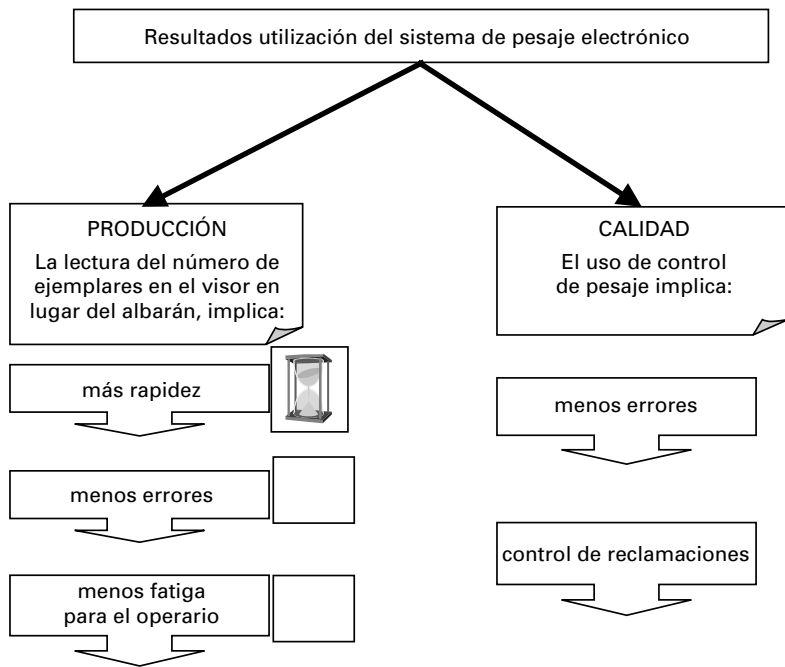 Resultados utilización del sistema de pesaje electrónico
PRODUCCIÓN
La lectura del número de
ejemplares en el visor en
lugar del albarán, implica:
más rapidez
menos errores
menos fatiga
para el operario
CALIDAD
El uso de control
de pesaje implica:
menos errores
control de reclamaciones